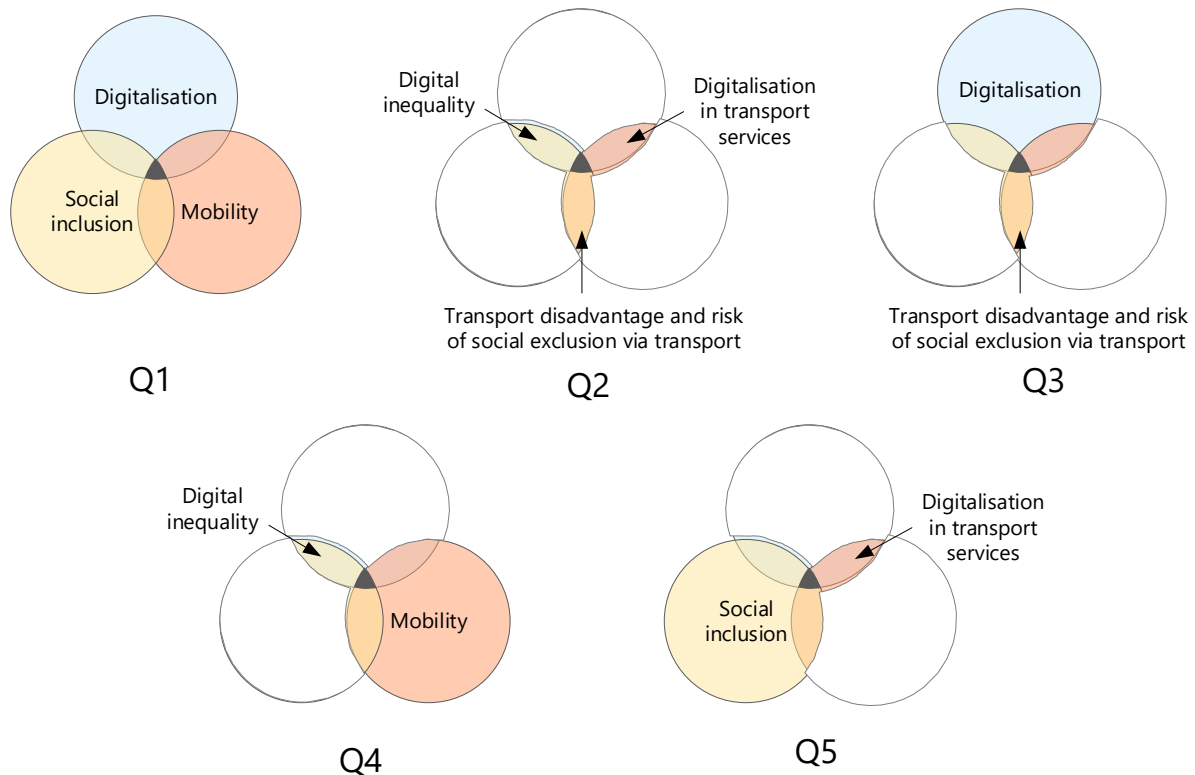 Digitalisation
Social
inclusion
Mobility
Q1
Digital
inequality
Digitalisation
in transport
services
Transport disadvantage and risk
of social exclusion via transport
Q2
Digitalisation
Transport disadvantage and risk
of social exclusion via transport
Q3
Digital
inequality
Mobility
Q4
Digitalisation
in transport
services
Social
inclusion
Q5